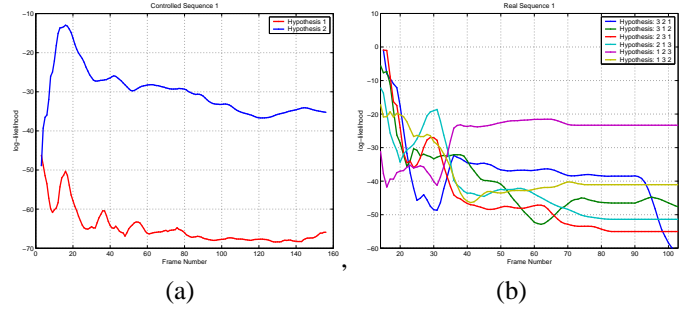 Controlled Sequence 1
Hypothesis 1
Hypothesis 2
log−likelihood
−10
−20
−30
−40
−50
−60
−70
0
20
40
60
80
100
120
140
160
Frame Number
(a)
,
Real Sequence 1
Hypothesis: 3 2 1
Hypothesis: 3 1 2
Hypothesis: 2 3 1
Hypothesis: 2 1 3
Hypothesis: 1 2 3
Hypothesis: 1 3 2
log−likelihood
10
0
−10
−20
−30
−40
−50
−60
20
30
40
50
60
70
80
90
100
Frame Number
(b)